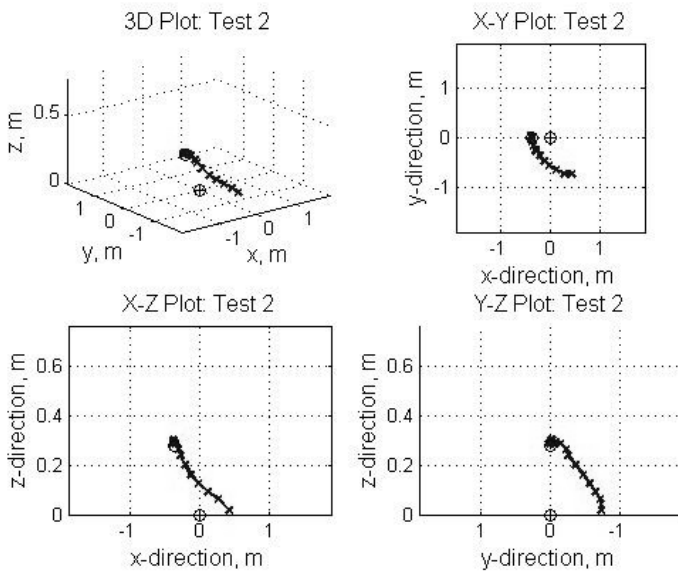 3D Plot: Test 2
z, m
0.5
0
1
0
-1
y, m
-1
0
1
x, m
X-Y Plot: Test 2
y-direction, m
1
0
-1
-1
0
1
x-direction, m
X-Z Plot: Test 2
z-direction, m
0.6
0.4
0.2
0
-1
0
1
x-direction, m
Y-Z Plot: Test 2
z-direction, m
0.6
0.4
0.2
0
1
0
-1
y-direction, m